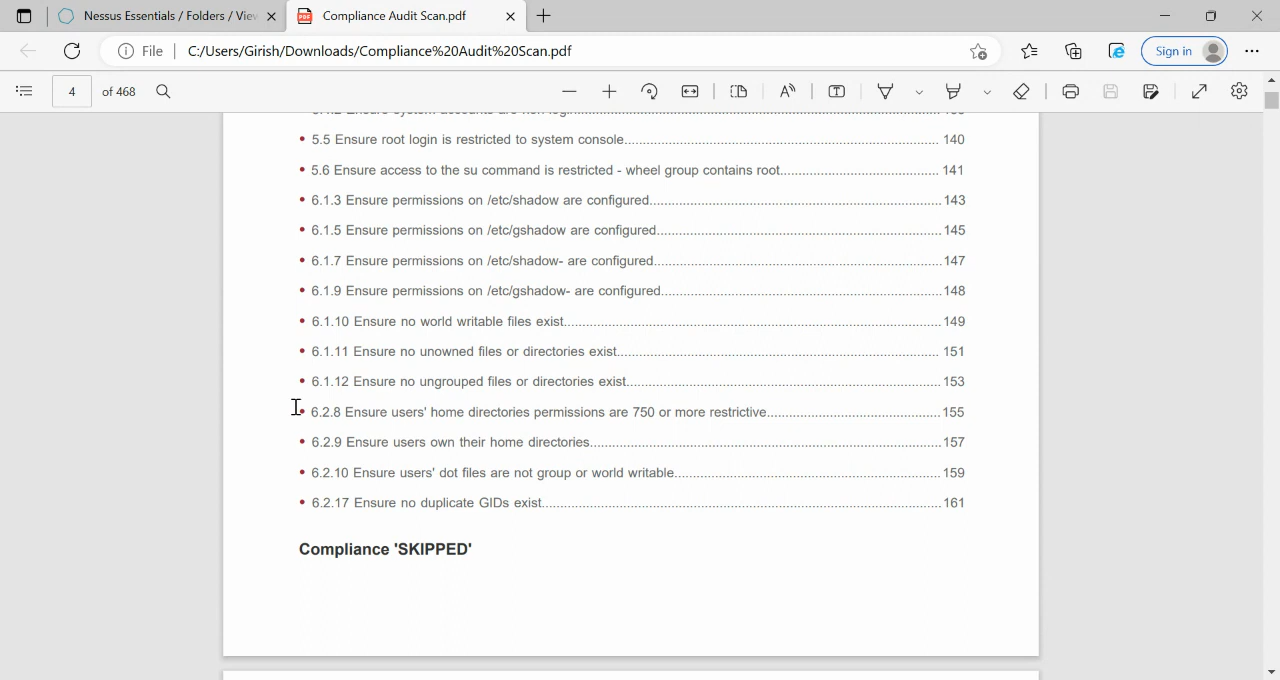 Nessus Essentials / Folders / View
Compliance Audit Scan.pdf
File
C:/Users/Girish/Downloads/Compliance%20Audit%20Scan.pdf
Sign in
4 of 468
• 5.5 Ensure root login is restricted to system console.......... 140
• 5.6 Ensure access to the su command is restricted - wheel group contains root.......... 141
• 6.1.3 Ensure permissions on /etc/shadow are configured.......... 143
• 6.1.5 Ensure permissions on /etc/gshadow are configured.......... 145
• 6.1.7 Ensure permissions on /etc/shadow- are configured.......... 147
• 6.1.9 Ensure permissions on /etc/gshadow- are configured.......... 148
• 6.1.10 Ensure no world writable files exist.......... 149
• 6.1.11 Ensure no unowned files or directories exist.......... 151
• 6.1.12 Ensure no ungrouped files or directories exist.......... 153
• 6.2.8 Ensure users' home directories permissions are 750 or more restrictive.......... 155
• 6.2.9 Ensure users own their home directories.......... 157
• 6.2.10 Ensure users' dot files are not group or world writable.......... 159
• 6.2.17 Ensure no duplicate GIDs exist.......... 161
Compliance 'SKIPPED'